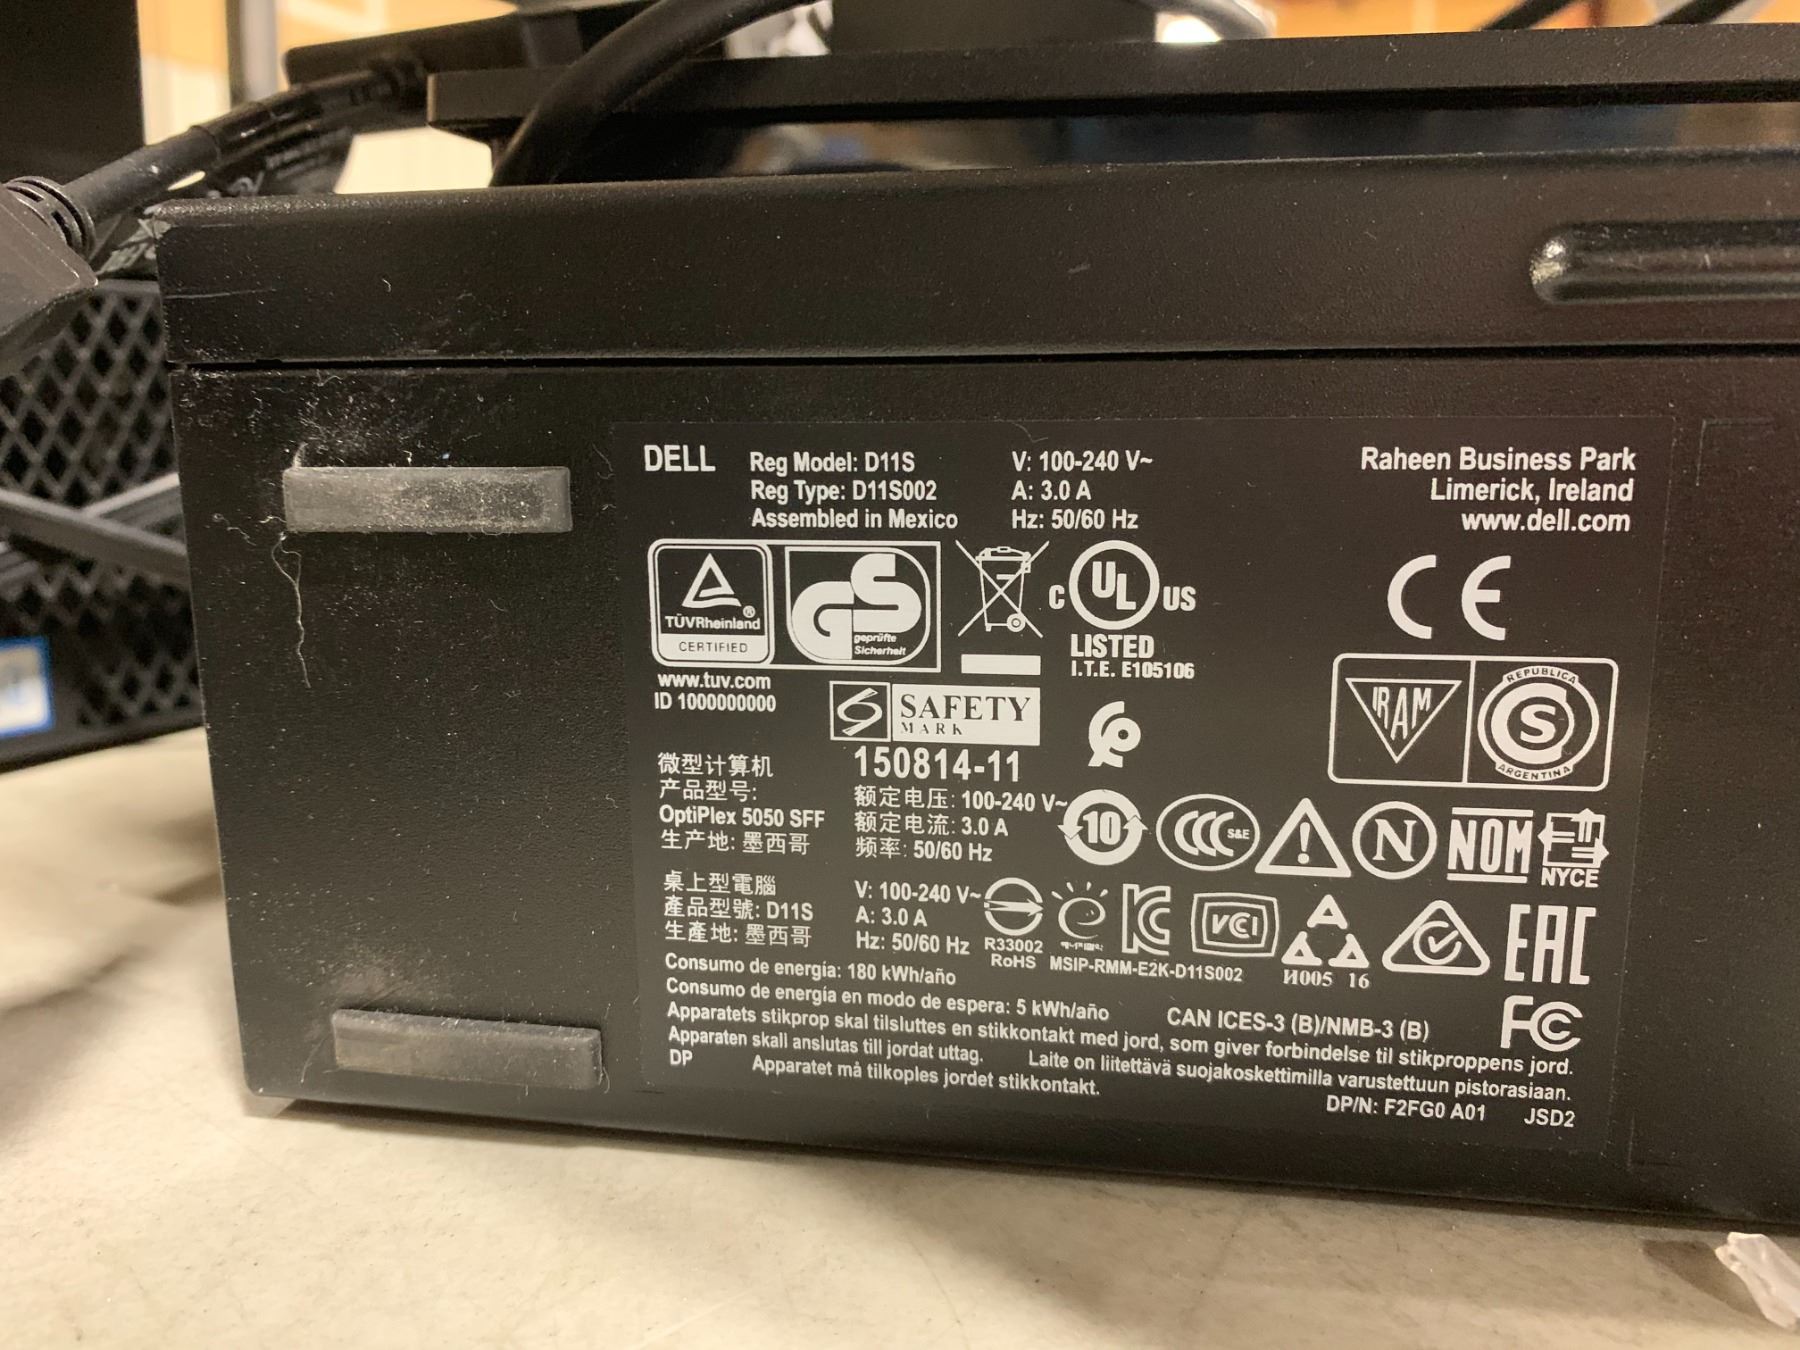 DELL
Reg Model: D11S
Reg Type: D11S002
Assembled in Mexico
V: 100-240 V~
A: 3.0 A
Hz: 50/60 Hz
Raheen Business Park
Limerick, Ireland
www.dell.com
TÜVRheinland ®
CERTIFIED
GS
geprüfte
Sicherheit
www.tuv.com
ID 1000000000
C UL US
LISTED
I.T.E. E105106
CE
IRAM
REPUBLICA
S
ARGENTINA
SAFETY
MARK
150814-11
微型计算机
产品型号:
OptiPlex 5050 SFF
生产地: 墨西哥
额定电压: 100-240 V~
额定电流: 3.0 A
频率: 50/60 Hz
10
CCC S&E
!
N
NOM
NYCE
桌上型電腦
產品型號: D11S
生產地: 墨西哥
V: 100-240 V~
A: 3.0 A
Hz: 50/60 Hz
R33002
RoHS
MSIP-RMM-E2K-D11S002
VCI
И005 16
EAC
FC
Consumo de energía: 180 kWh/año
Consumo de energía en modo de espera: 5 kWh/año
CAN ICES-3 (B)/NMB-3 (B)
Apparatets stikprop skal tilsluttes en stikkontakt med jord, som giver forbindelse til stikproppens jord.
Apparaten skall anslutas till jordat uttag.
Laite on liitettävä suojakoskettimilla varustettuun pistorasiaan.
DP
Apparatet må tilkoples jordet stikkontakt.
DP/N: F2FG0 A01
JSD2